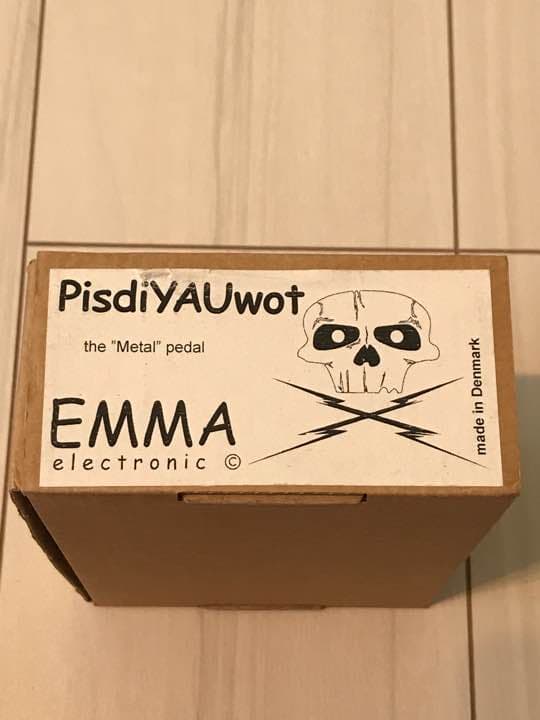 PisdiYAUwot
the "Metal" pedal
EMMA
electronic ©
made in Denmark